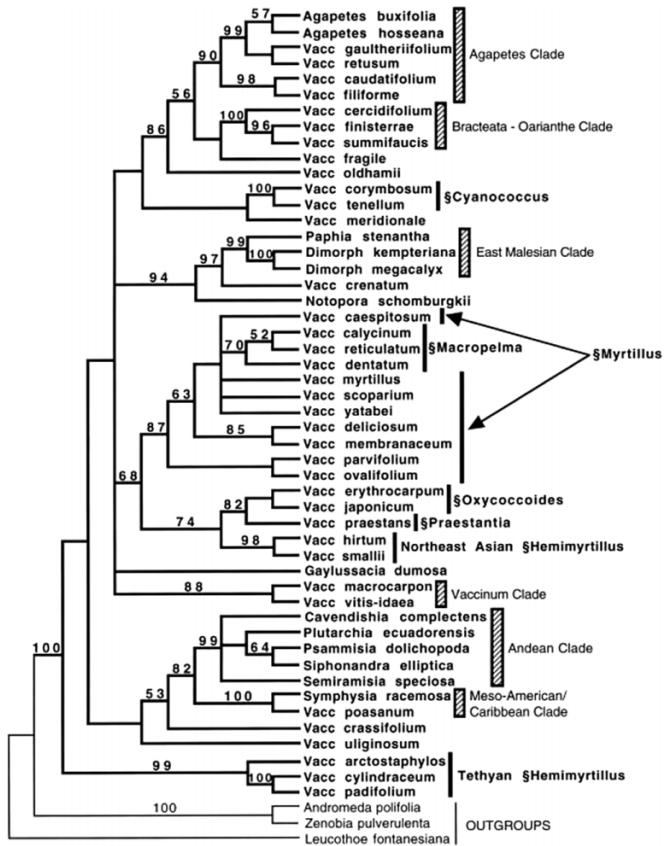 57
Agapetes buxifolia
99
Agapetes hosseana
90
Vacc gaultheriifolium
Agapetes Clade
Vacc retusum
56
98
Vacc caudatifolium
Vacc filiforme
100
Vacc cercidifolium
86
96
Vacc finisterrae
Bracteata - Oarianthe Clade
Vacc summifaucis
Vacc fragile
Vacc oldhamii
100
Vacc corymbosum
§Cyanococcus
Vacc tenellum
Vacc meridionale
99
Paphia stenantha
97
100
Dimorph kempteriana
East Malesian Clade
94
Dimorph megacalyx
Vacc crenatum
Notopora schomburgkii
Vacc caespitosum
52
Vacc calycinum
70
Vacc reticulatum
§Macropelma
§Myrtillus
Vacc dentatum
63
Vacc myrtillus
Vacc scoparium
Vacc yatabei
87
85
Vacc deliciosum
Vacc membranaceum
Vacc parvifolium
68
Vacc ovalifolium
82
Vacc erythrocarpum
§Oxycoccoides
Vacc japonicum
74
Vacc praestans
§Praestantia
98
Vacc hirtum
Northeast Asian §Hemimyrtillus
Vacc smallii
Gaylussacia dumosa
88
Vacc macrocarpon
Vaccinum Clade
Vacc vitis-idaea
Cavendishia complectens
99
Plutarchia ecuadorensis
100
64
Psammisia dolichopoda
Andean Clade
82
Siphonandra elliptica
Semiramisia speciosa
53
100
Symphysia racemosa
Meso-American/
Vacc poasanum
Caribbean Clade
Vacc crassifolium
Vacc uliginosum
99
Vacc arctostaphylos
100
Vacc cylindraceum
Tethyan §Hemimyrtillus
Vacc padifolium
100
Andromeda polifolia
Zenobia pulverulenta
OUTGROUPS
Leucothoe fontanesiana